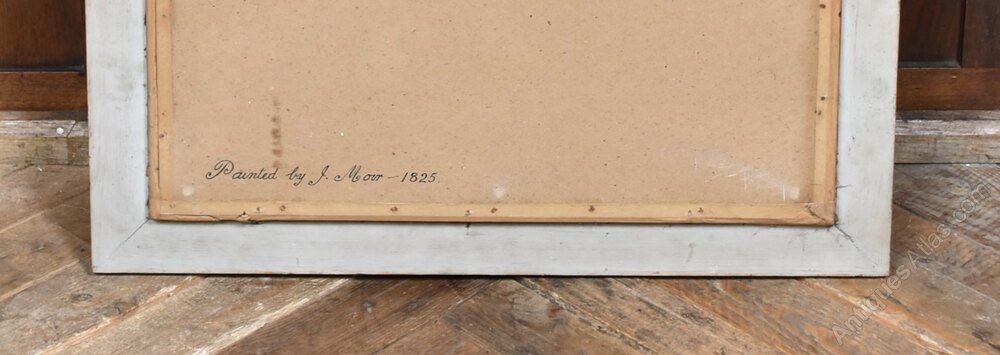 Painted by J. Moir - 1825.
AntiquesAtlas.com